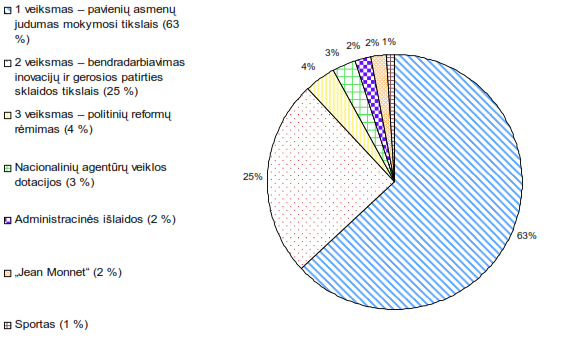 1 veiksmas – pavienių asmenų
judumas mokymosi tikslais (63
%)
2 veiksmas – bendradarbiavimas
inovacijų ir gerosios patirties
sklaidos tikslais (25 %)
3 veiksmas – politinių reformų
rėmimas (4 %)
Nacionalinių agentūrų veiklos
dotacijos (3 %)
Administracinės išlaidos (2 %)
„Jean Monnet“ (2 %)
Sportas (1 %)
63%
25%
4%
3%
2%
2%
1%